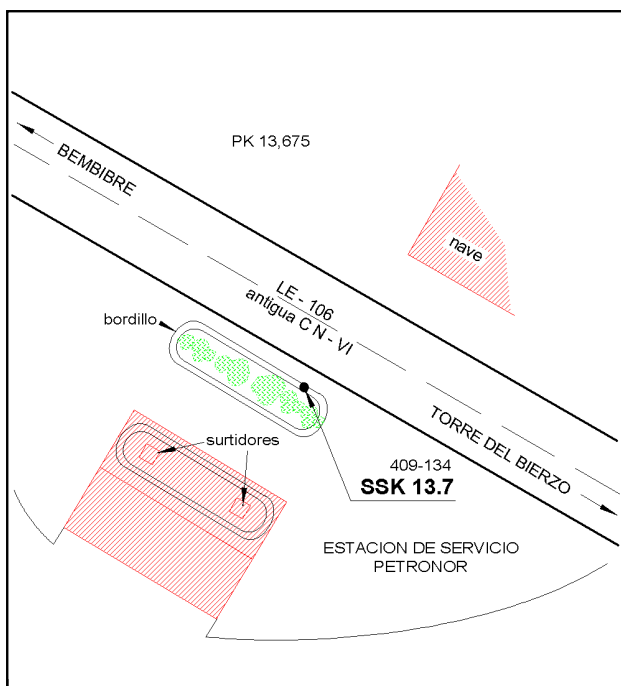 PK 13,675
BEMBIBRE
nave
LE - 106
antigua C N - VI
bordillo
TORRE DEL BIERZO
surtidores
409-134
SSK 13.7
ESTACION DE SERVICIO
PETRONOR